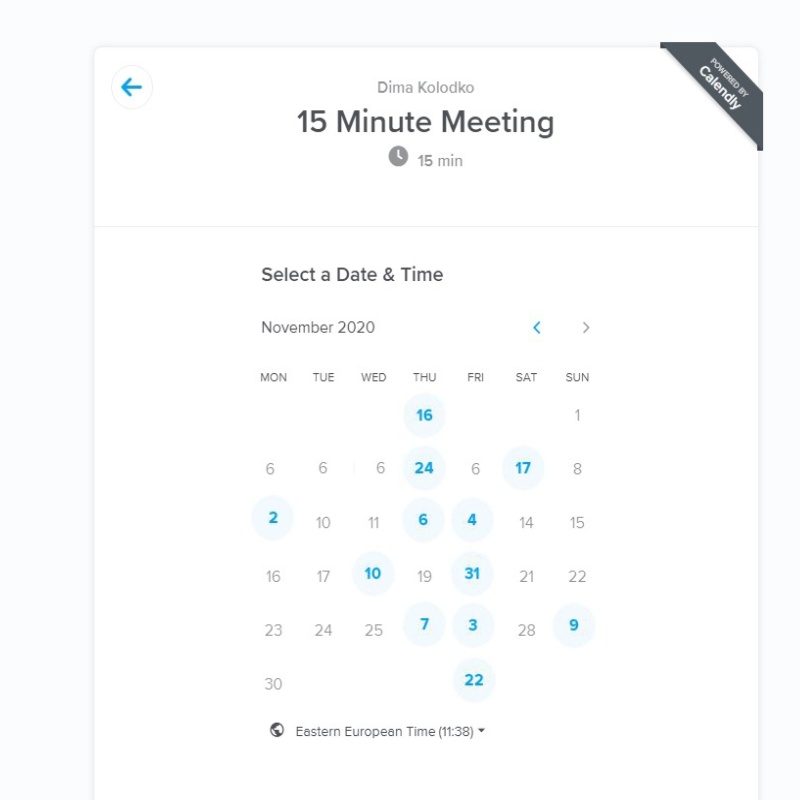 Dima Kolodko
POWERED BY
Calendly
15 Minute Meeting
15 min
Select a Date & Time
November 2020
MON TUE WED THU FRI SAT SUN
16 1
6 6 6 24 6 17 8
2 10 11 6 4 14 15
16 17 10 19 31 21 22
23 24 25 7 3 28 9
30 22
Eastern European Time (11:38)